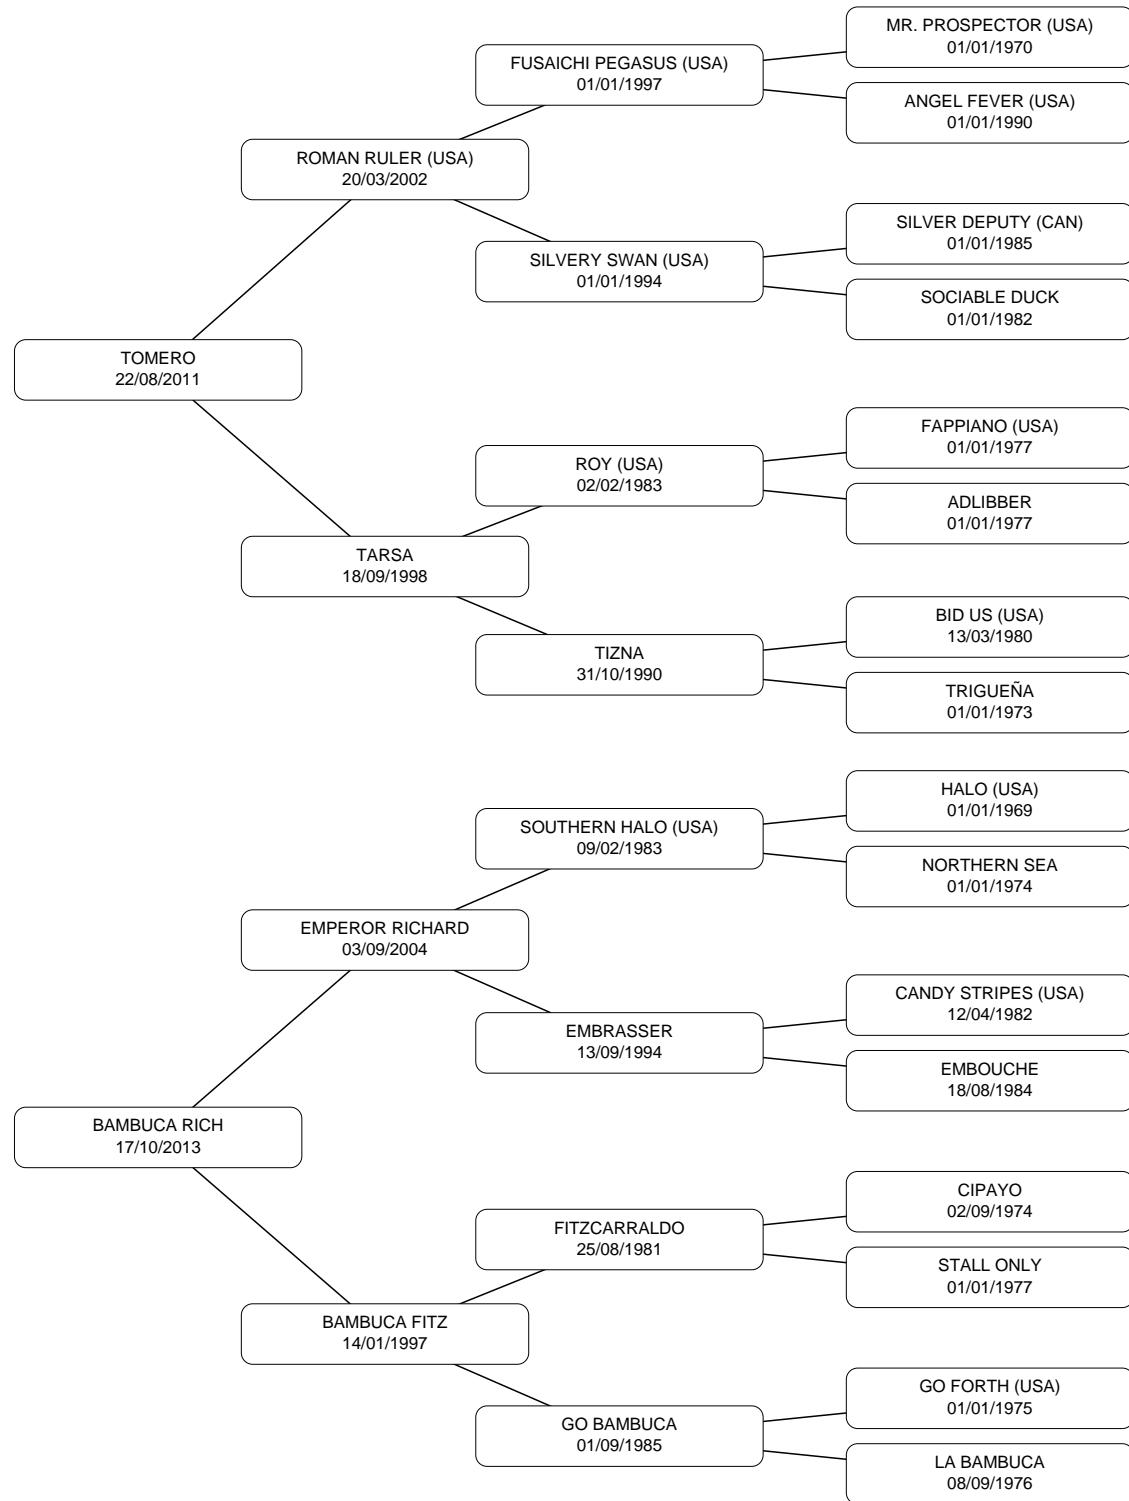 MR. PROSPECTOR (USA)
01/01/1970
FUSAICHI PEGASUS (USA)
01/01/1997
ANGEL FEVER (USA)
01/01/1990
ROMAN RULER (USA)
20/03/2002
SILVER DEPUTY (CAN)
01/01/1985
SILVERY SWAN (USA)
01/01/1994
SOCIABLE DUCK
01/01/1982
TOMERO
22/08/2011
FAPPIANO (USA)
01/01/1977
ROY (USA)
02/02/1983
ADLIBBER
01/01/1977
TARSA
18/09/1998
BID US (USA)
13/03/1980
TIZNA
31/10/1990
TRIGUEÑA
01/01/1973
HALO (USA)
01/01/1969
SOUTHERN HALO (USA)
09/02/1983
NORTHERN SEA
01/01/1974
EMPEROR RICHARD
03/09/2004
CANDY STRIPES (USA)
12/04/1982
EMBRASSER
13/09/1994
EMBOUCHE
18/08/1984
BAMBUCA RICH
17/10/2013
CIPAYO
02/09/1974
FITZCARRALDO
25/08/1981
STALL ONLY
01/01/1977
BAMBUCA FITZ
14/01/1997
GO FORTH (USA)
01/01/1975
GO BAMBUCA
01/09/1985
LA BAMBUCA
08/09/1976